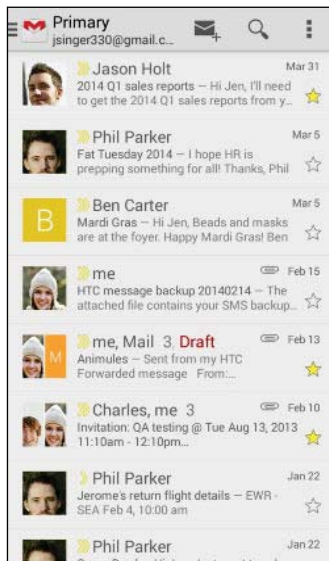 Primary
jsinger330@gmail.c...
Jason Holt
Mar 31
2014 Q1 sales reports – Hi Jen, I'll need
to get the 2014 Q1 sales reports from y...
Phil Parker
Mar 5
Fat Tuesday 2014 – I hope HR is
prepping something for all! Thanks, Phil
B
Ben Carter
Mar 5
Mardi Gras – Hi Jen, Beads and masks
are at the foyer. Happy Mardi Gras! Ben
me
Feb 15
HTC message backup 20140214 – The
attached file contains your SMS backup...
M
me, Mail 3, Draft
Feb 13
Animules – Sent from my HTC
Forwarded message From:...
Charles, me 3
Feb 10
Invitation: QA testing @ Tue Aug 13, 2013
11:10am - 12:10pm...
Phil Parker
Jan 22
Jerome's return flight details – EWR -
SEA Feb 4, 10:00 am
Phil Parker
Jan 22